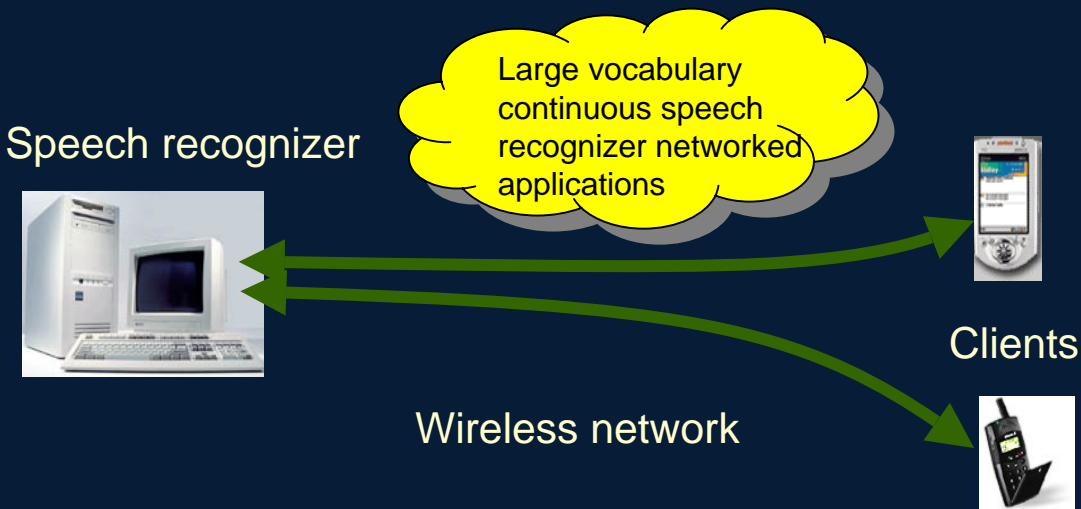 Large vocabulary
continuous speech
recognizer networked
applications
Speech recognizer
Clients
Wireless network